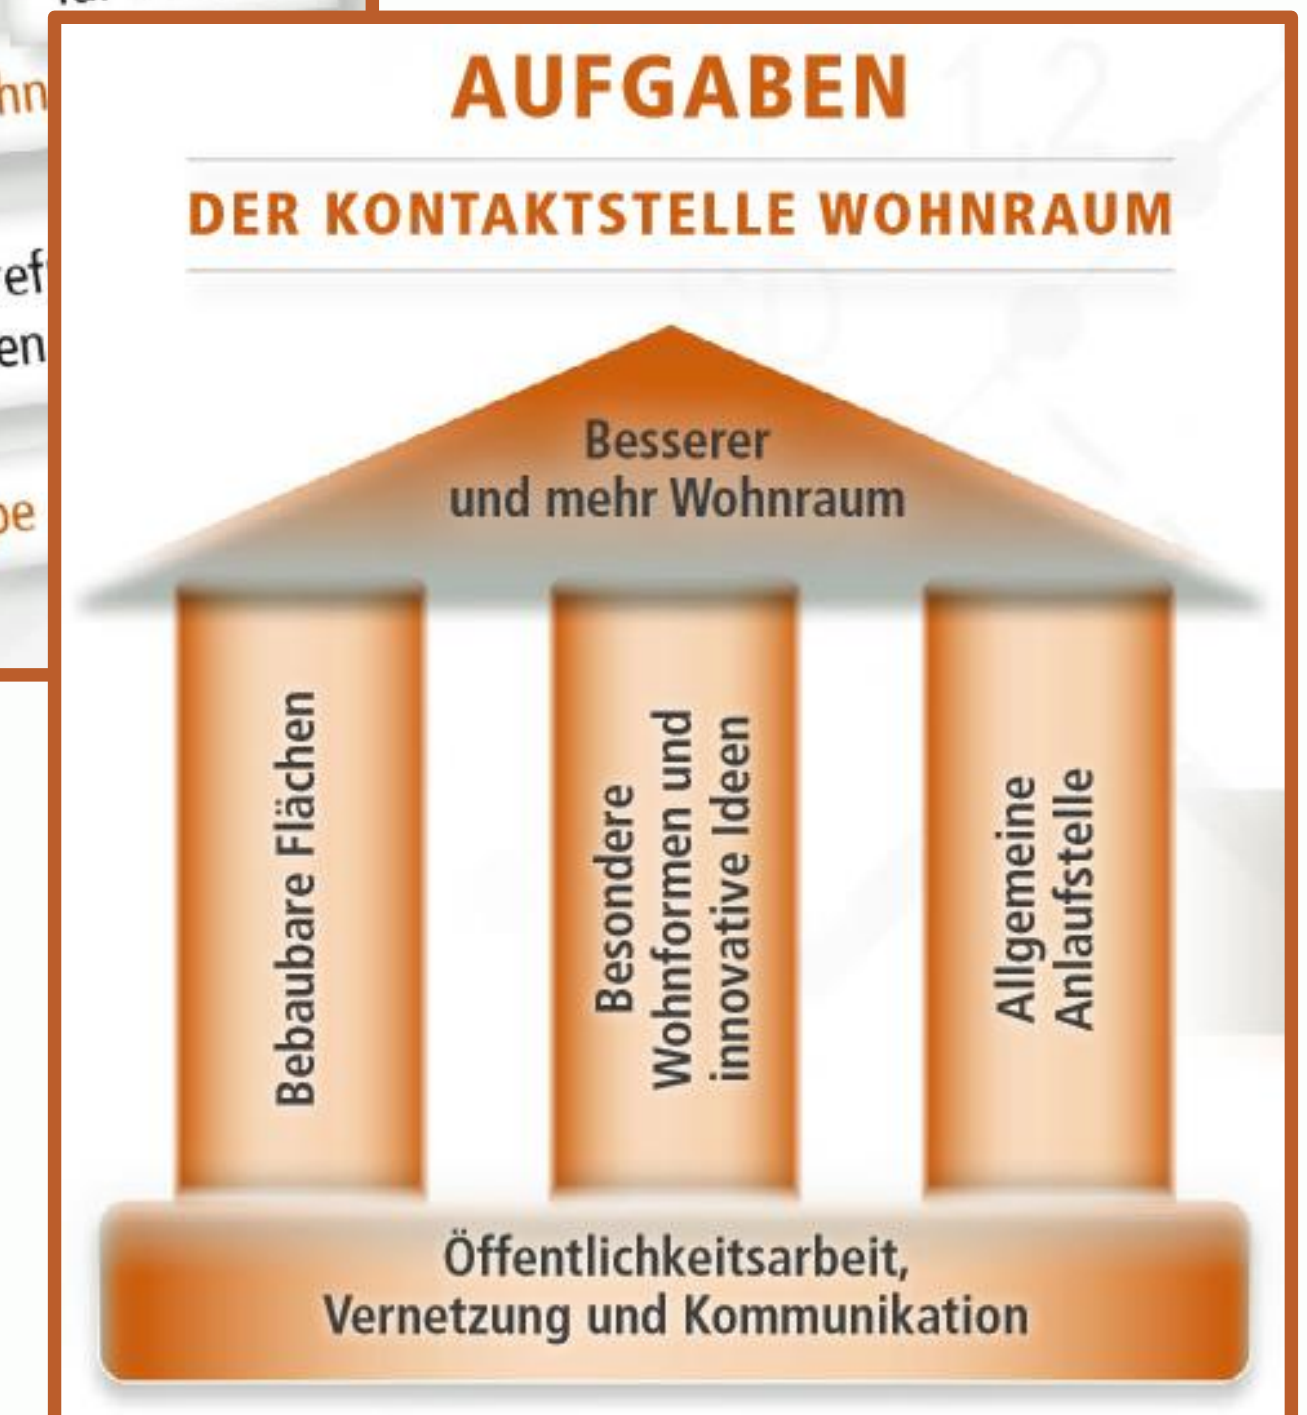 AUFGABEN
DER KONTAKTSTELLE WOHNRAUM
Besserer
und mehr Wohnraum
Bebaubare Flächen
Besondere
Wohnformen und
innovative Ideen
Allgemeine
Anlaufstelle
Öffentlichkeitsarbeit,
Vernetzung und Kommunikation